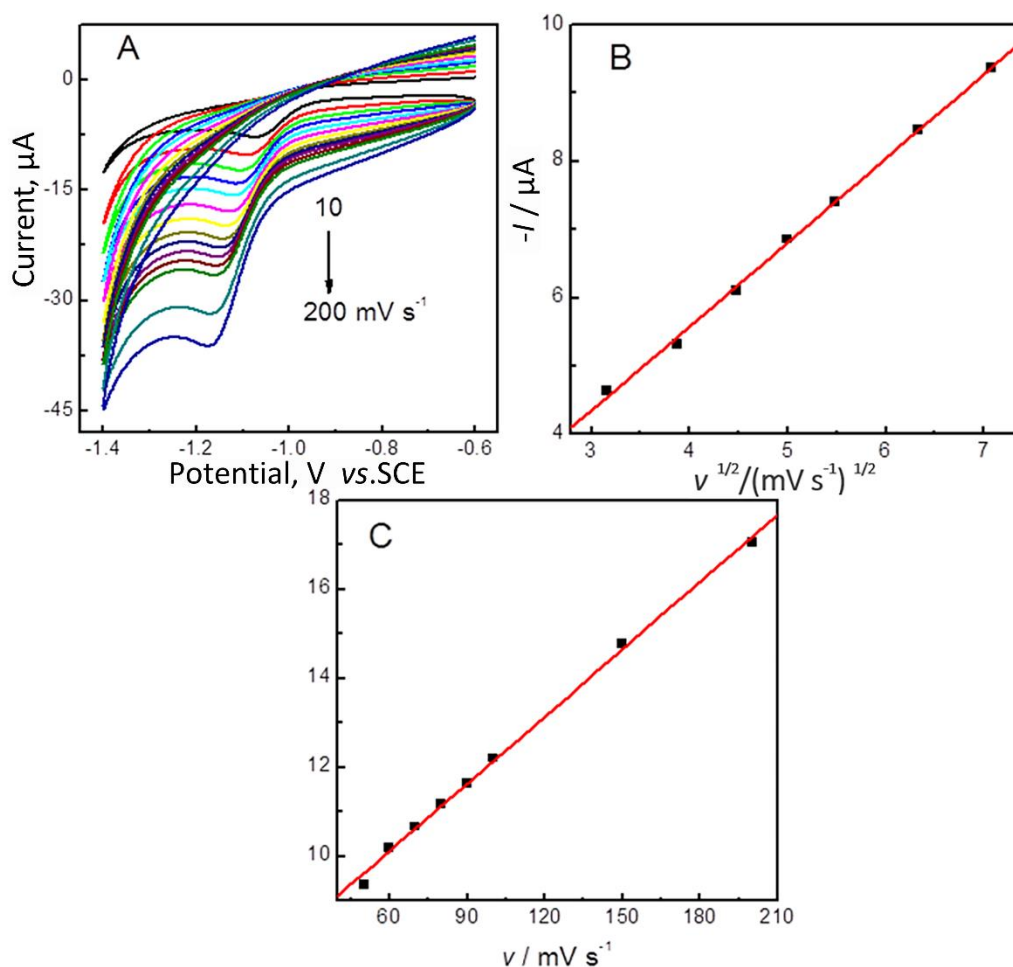 A
0
-15
-30
-45
Current, µA
10
200 mV s⁻¹
-1.4 -1.2 -1.0 -0.8 -0.6
Potential, V vs.SCE
B
10
8
6
4
-I / µA
3 4 5 6 7
v ¹/²/(mV s⁻¹) ¹/²
C
18
16
14
12
10
60 90 120 150 180 210
v / mV s⁻¹